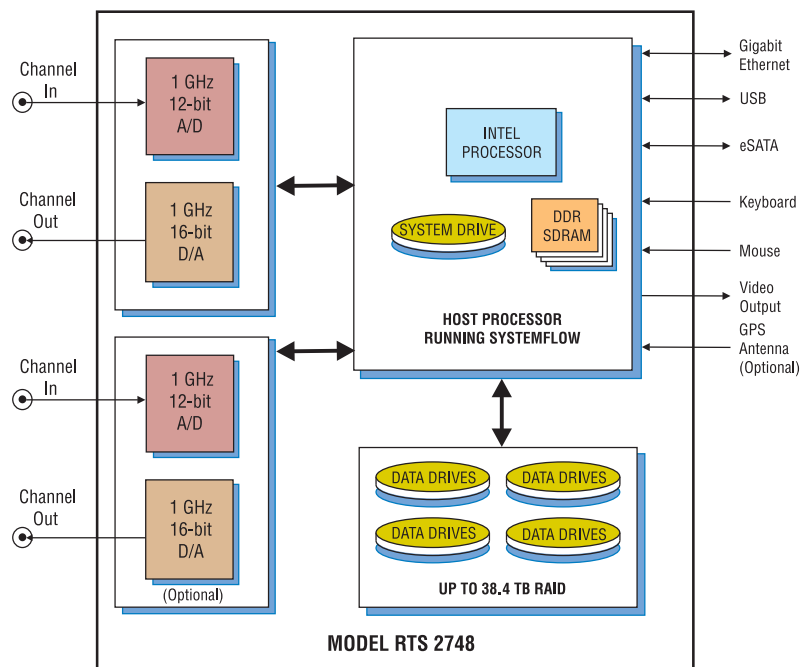 Channel
In
1 GHz
12-bit
A/D
Channel
Out
1 GHz
16-bit
D/A
Channel
In
1 GHz
12-bit
A/D
Channel
Out
1 GHz
16-bit
D/A
(Optional)
INTEL
PROCESSOR
SYSTEM DRIVE
DDR
SDRAM
HOST PROCESSOR
RUNNING SYSTEMFLOW
Gigabit
Ethernet
USB
eSATA
Keyboard
Mouse
Video
Output
GPS
Antenna
(Optional)
DATA DRIVES
DATA DRIVES
DATA DRIVES
DATA DRIVES
UP TO 38.4 TB RAID
MODEL RTS 2748